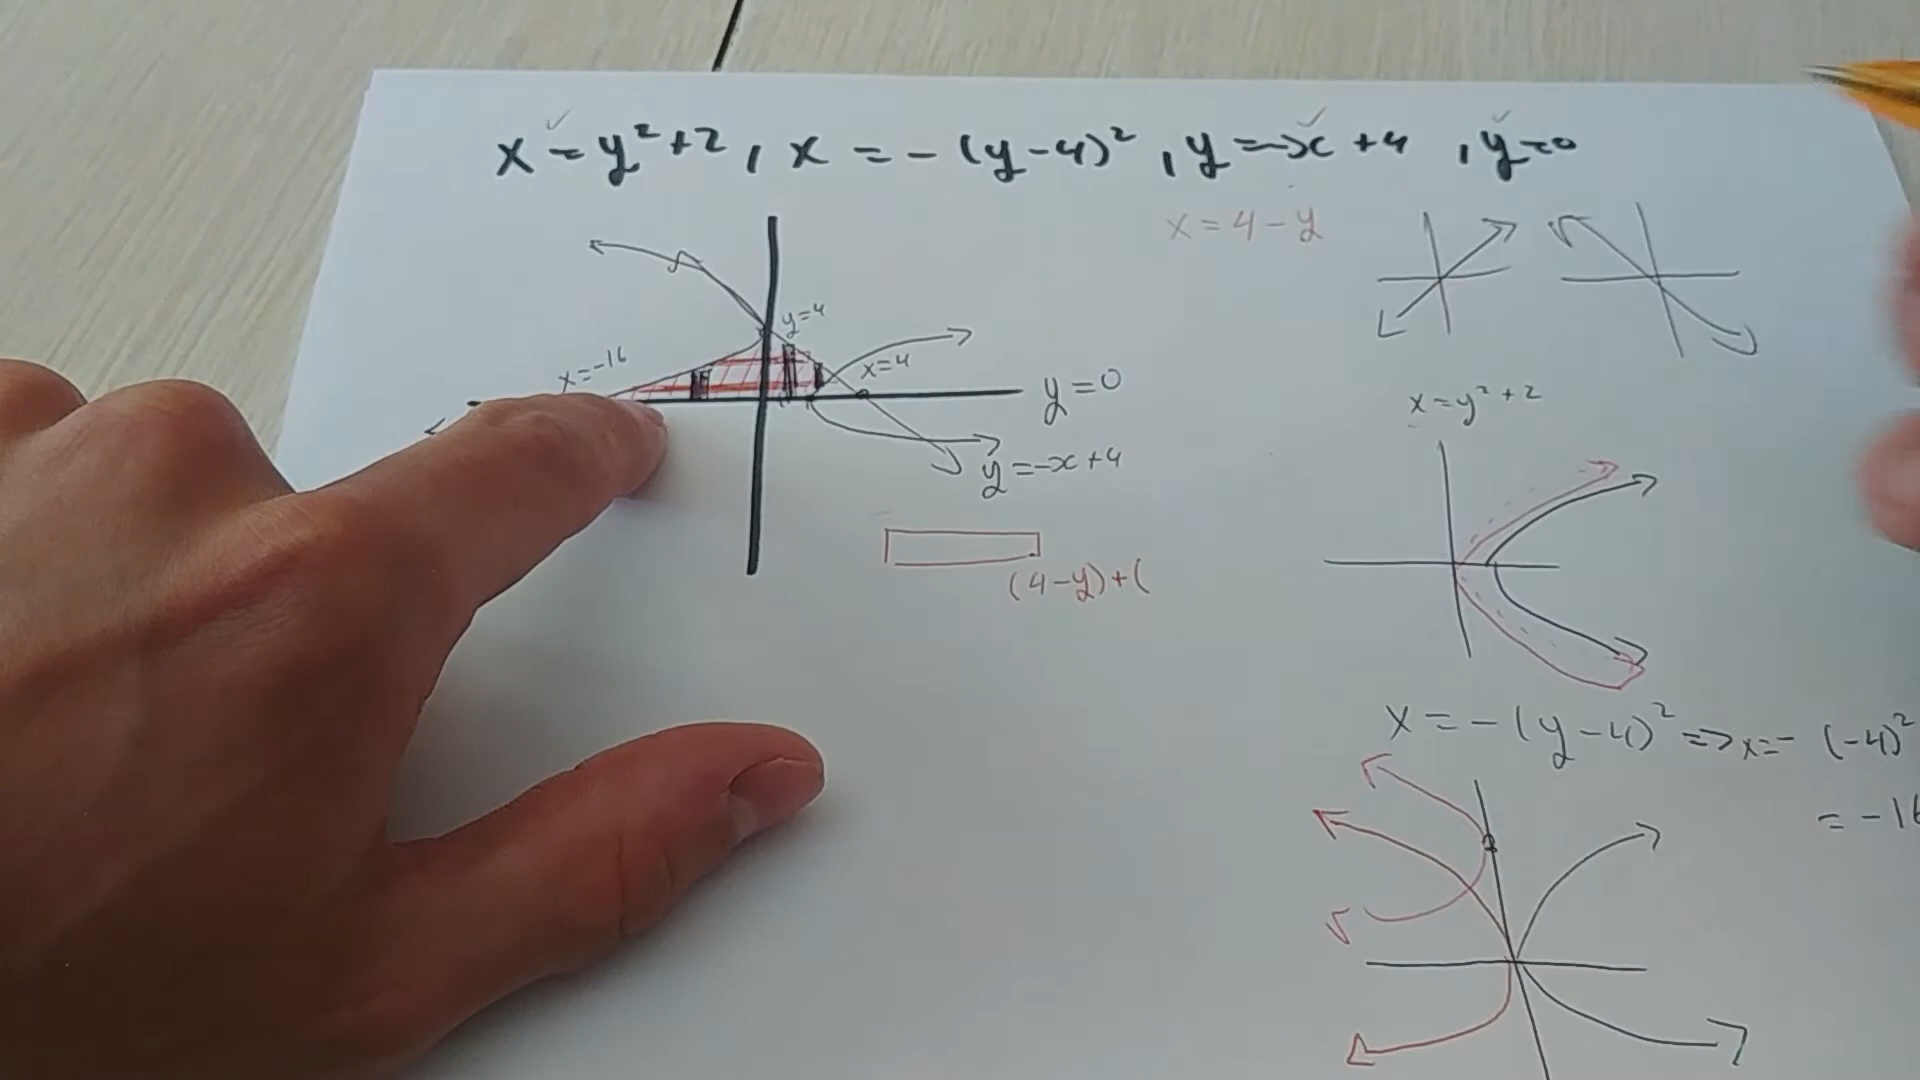 x = y² + 2 , x = - (y-4)² , y = -x + 4 , y = 0
x = 4 - y
y=4
x=-16
x=4
y=0
x = y² + 2
y = -x + 4
(4-y)+(
x = - (y-4)² => x = - (-4)²
= -16